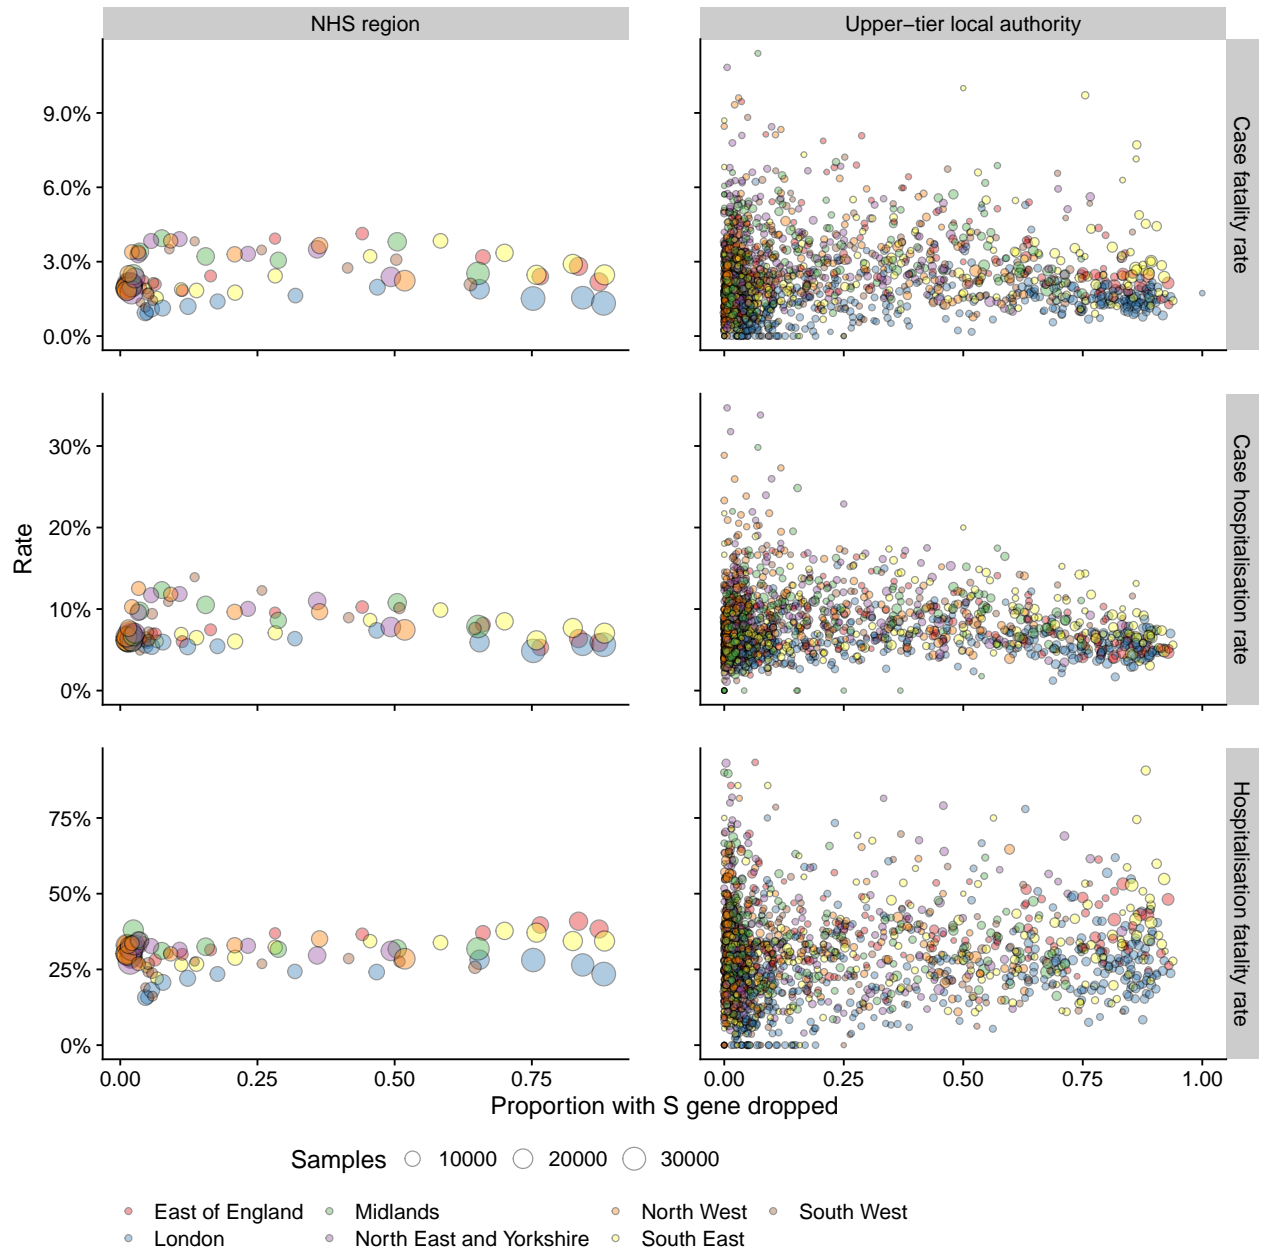 NHS region
Upper−tier local authority
9.0%
6.0%
3.0%
0.0%
Case fatality rate
30%
20%
10%
0%
Case hospitalisation rate
Rate
75%
50%
25%
0%
Hospitalisation fatality rate
0.00 0.25 0.50 0.75
0.00 0.25 0.50 0.75 1.00
Proportion with S gene dropped
Samples 10000 20000 30000
East of England Midlands North West South West
London North East and Yorkshire South East